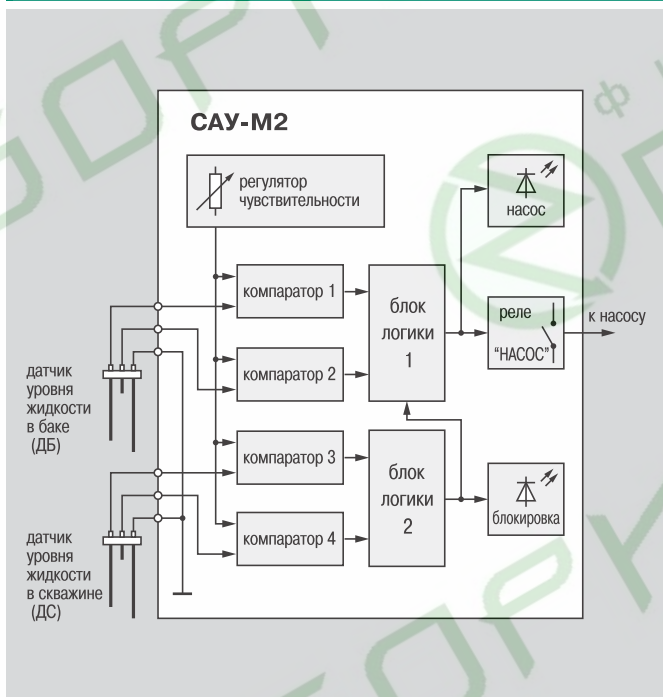 САУ-М2
регулятор
чувствительности
насос
компаратор 1
блок
логики
1
реле
"НАСОС"
к насосу
компаратор 2
датчик
уровня
жидкости
в баке
(ДБ)
компаратор 3
блок
логики
2
блокировка
компаратор 4
датчик
уровня
жидкости
в скважине
(ДС)